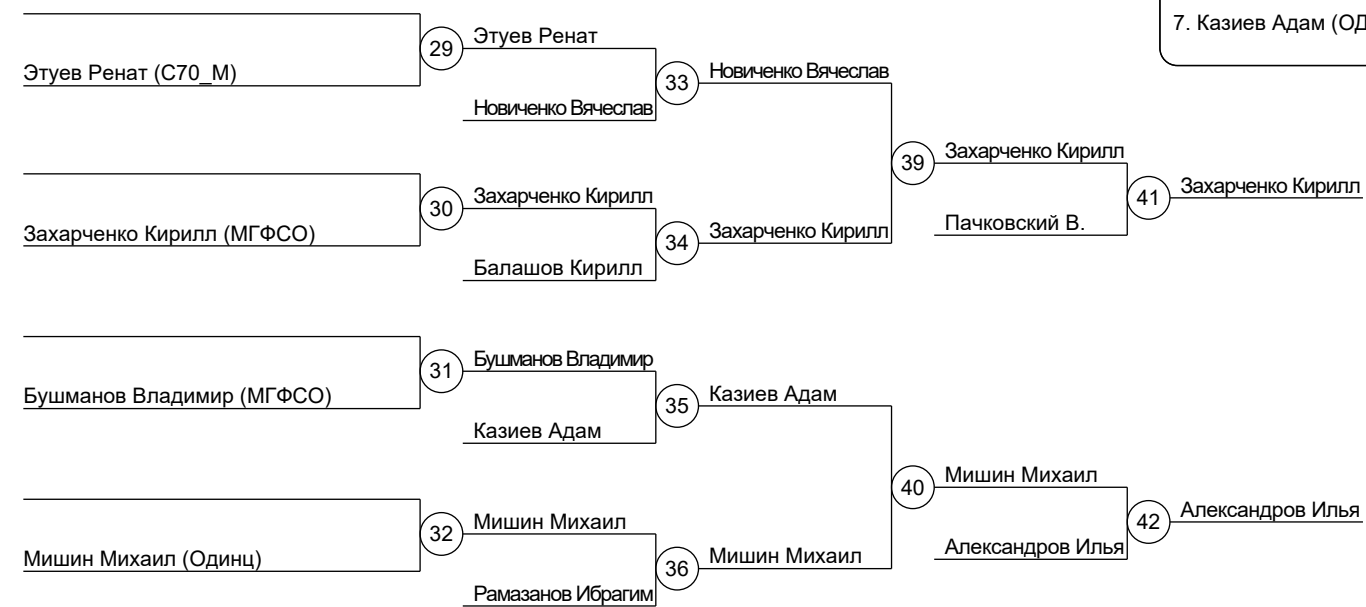 7. Казиев Адам (ОД
29
Этуев Ренат
Этуев Ренат (С70_М)
33
Новиченко Вячеслав
Новиченко Вячеслав
39
Захарченко Кирилл
30
Захарченко Кирилл
Захарченко Кирилл (МГФСО)
34
Захарченко Кирилл
Балашов Кирилл
41
Захарченко Кирилл
Пачковский В.
31
Бушманов Владимир
Бушманов Владимир (МГФСО)
35
Казиев Адам
Казиев Адам
40
Мишин Михаил
32
Мишин Михаил
Мишин Михаил (Одинц)
36
Мишин Михаил
Рамазанов Ибрагим
42
Александров Илья
Александров Илья